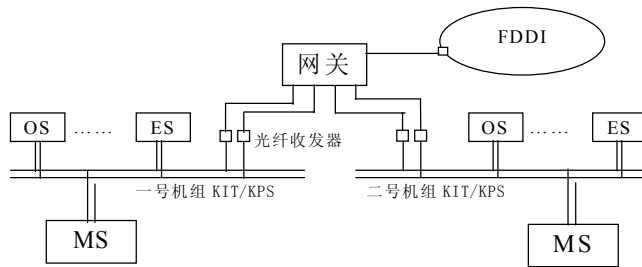 FDDI
网关
OS …… ES 光纤收发器 OS …… ES
一号机组 KIT/KPS 二号机组 KIT/KPS
MS MS